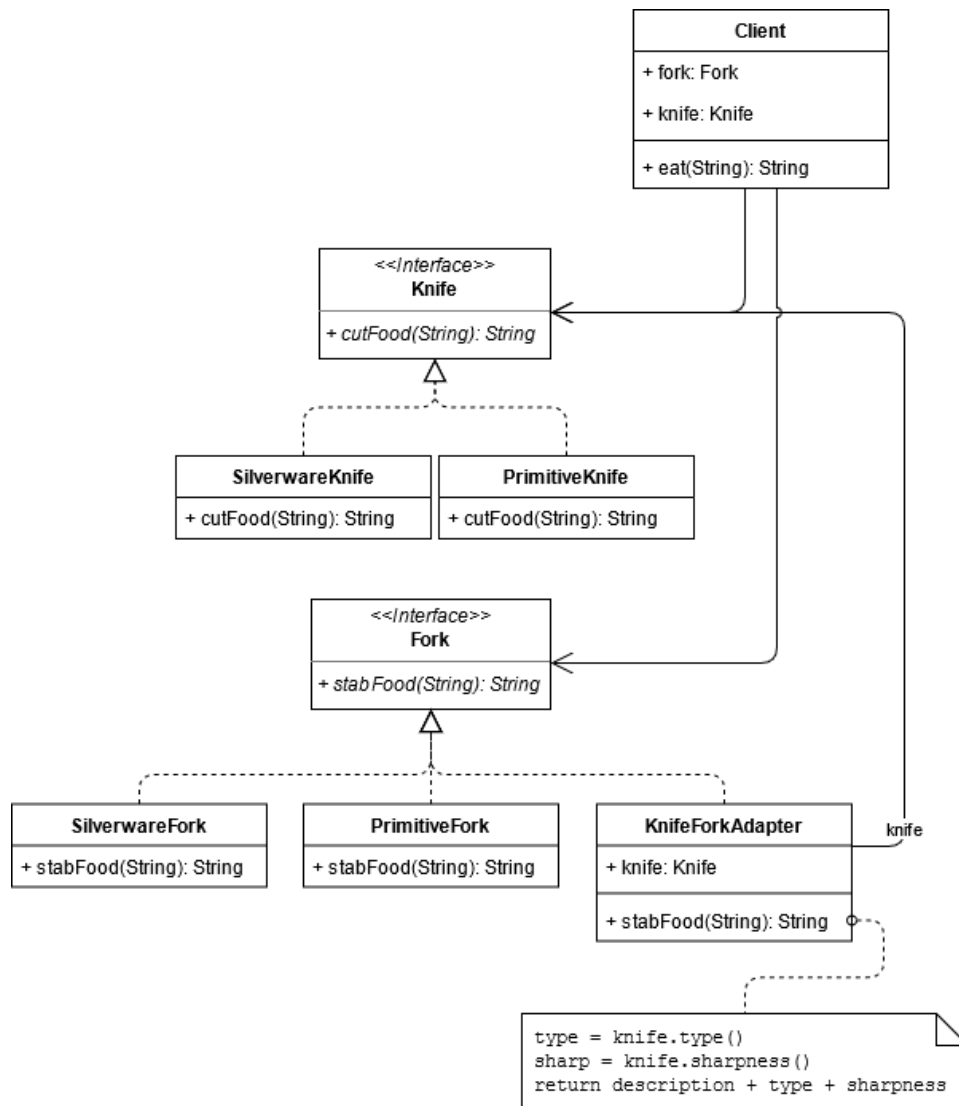 Client
+ fork: Fork
+ knife: Knife
+ eat(String): String
<<Interface>>
Knife
+ cutFood(String): String
SilverwareKnife
+ cutFood(String): String
PrimitiveKnife
+ cutFood(String): String
<<Interface>>
Fork
+ stabFood(String): String
SilverwareFork
+ stabFood(String): String
PrimitiveFork
+ stabFood(String): String
KnifeForkAdapter
+ knife: Knife
+ stabFood(String): String
knife
type = knife.type()
sharp = knife.sharpness()
return description + type + sharpness